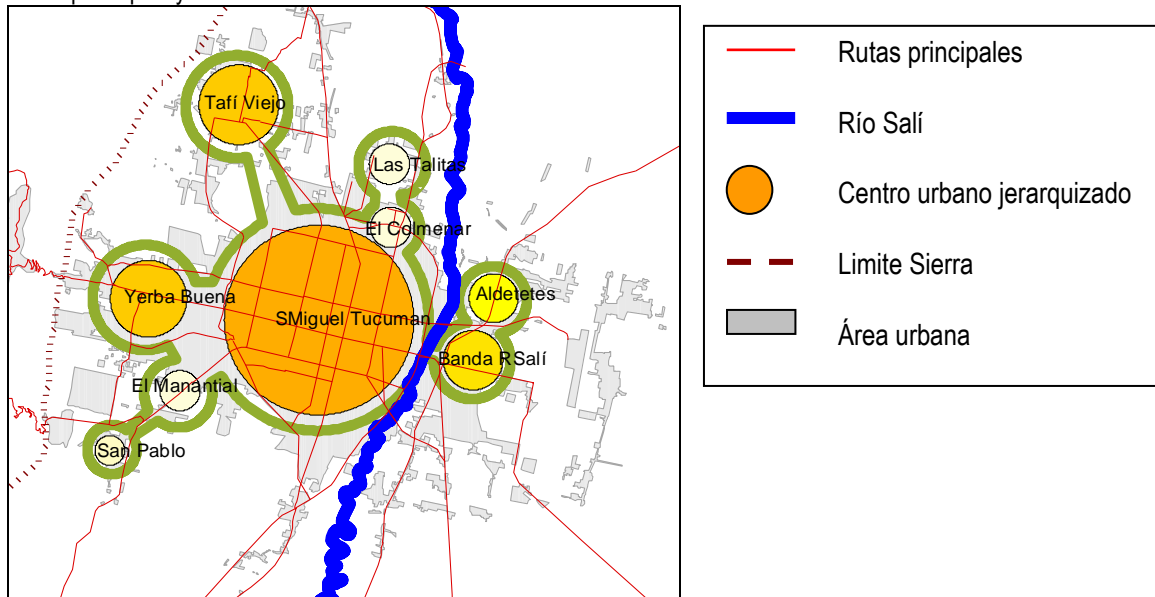 Tafí Viejo
Las Talitas
El Colmenar
Yerba Buena
Aldetetes
SMiguel Tucuman
Banda RSalí
El Manantial
San Pablo
Rutas principales
Río Salí
Centro urbano jerarquizado
Limite Sierra
Área urbana